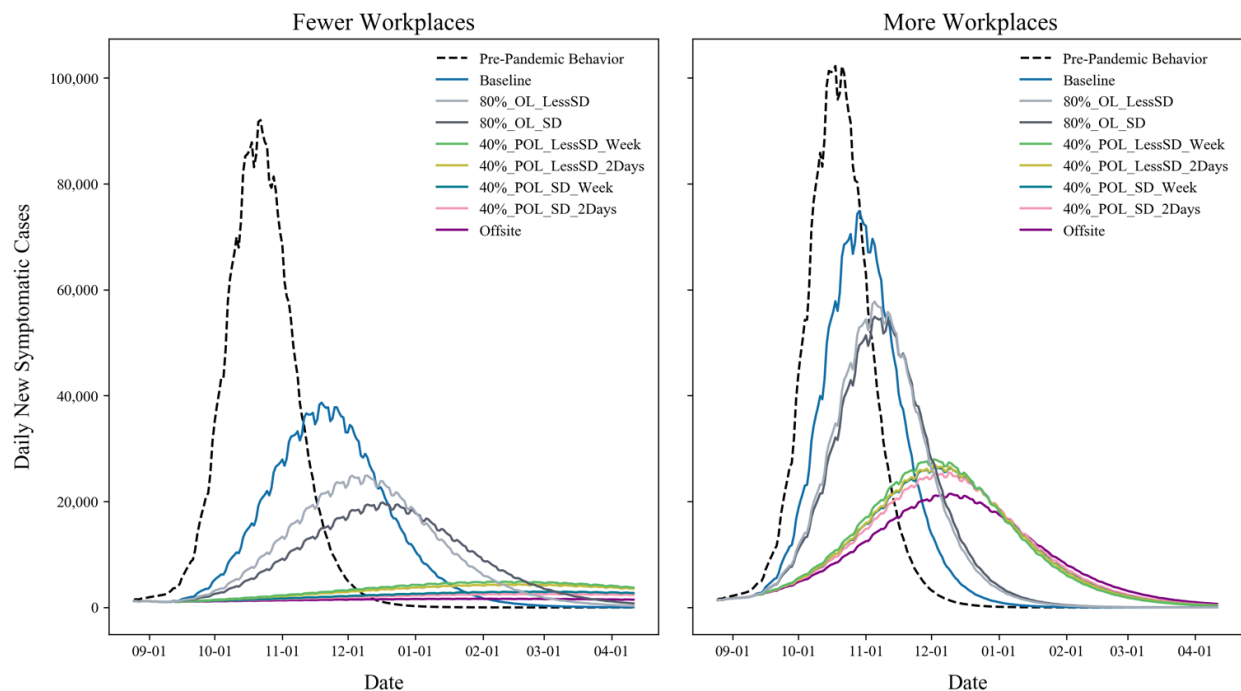 Fewer Workplaces
More Workplaces
Daily New Symptomatic Cases
100,000
80,000
60,000
40,000
20,000
0
Pre-Pandemic Behavior
Baseline
80%_OL_LessSD
80%_OL_SD
40%_POL_LessSD_Week
40%_POL_LessSD_2Days
40%_POL_SD_Week
40%_POL_SD_2Days
Offsite
09-01 10-01 11-01 12-01 01-01 02-01 03-01 04-01
Date
Pre-Pandemic Behavior
Baseline
80%_OL_LessSD
80%_OL_SD
40%_POL_LessSD_Week
40%_POL_LessSD_2Days
40%_POL_SD_Week
40%_POL_SD_2Days
Offsite
09-01 10-01 11-01 12-01 01-01 02-01 03-01 04-01
Date